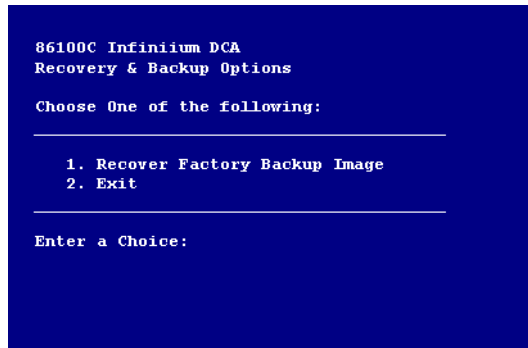 86100C Infiniium DCA
Recovery & Backup Options
Choose One of the following:
1. Recover Factory Backup Image
2. Exit
Enter a Choice: